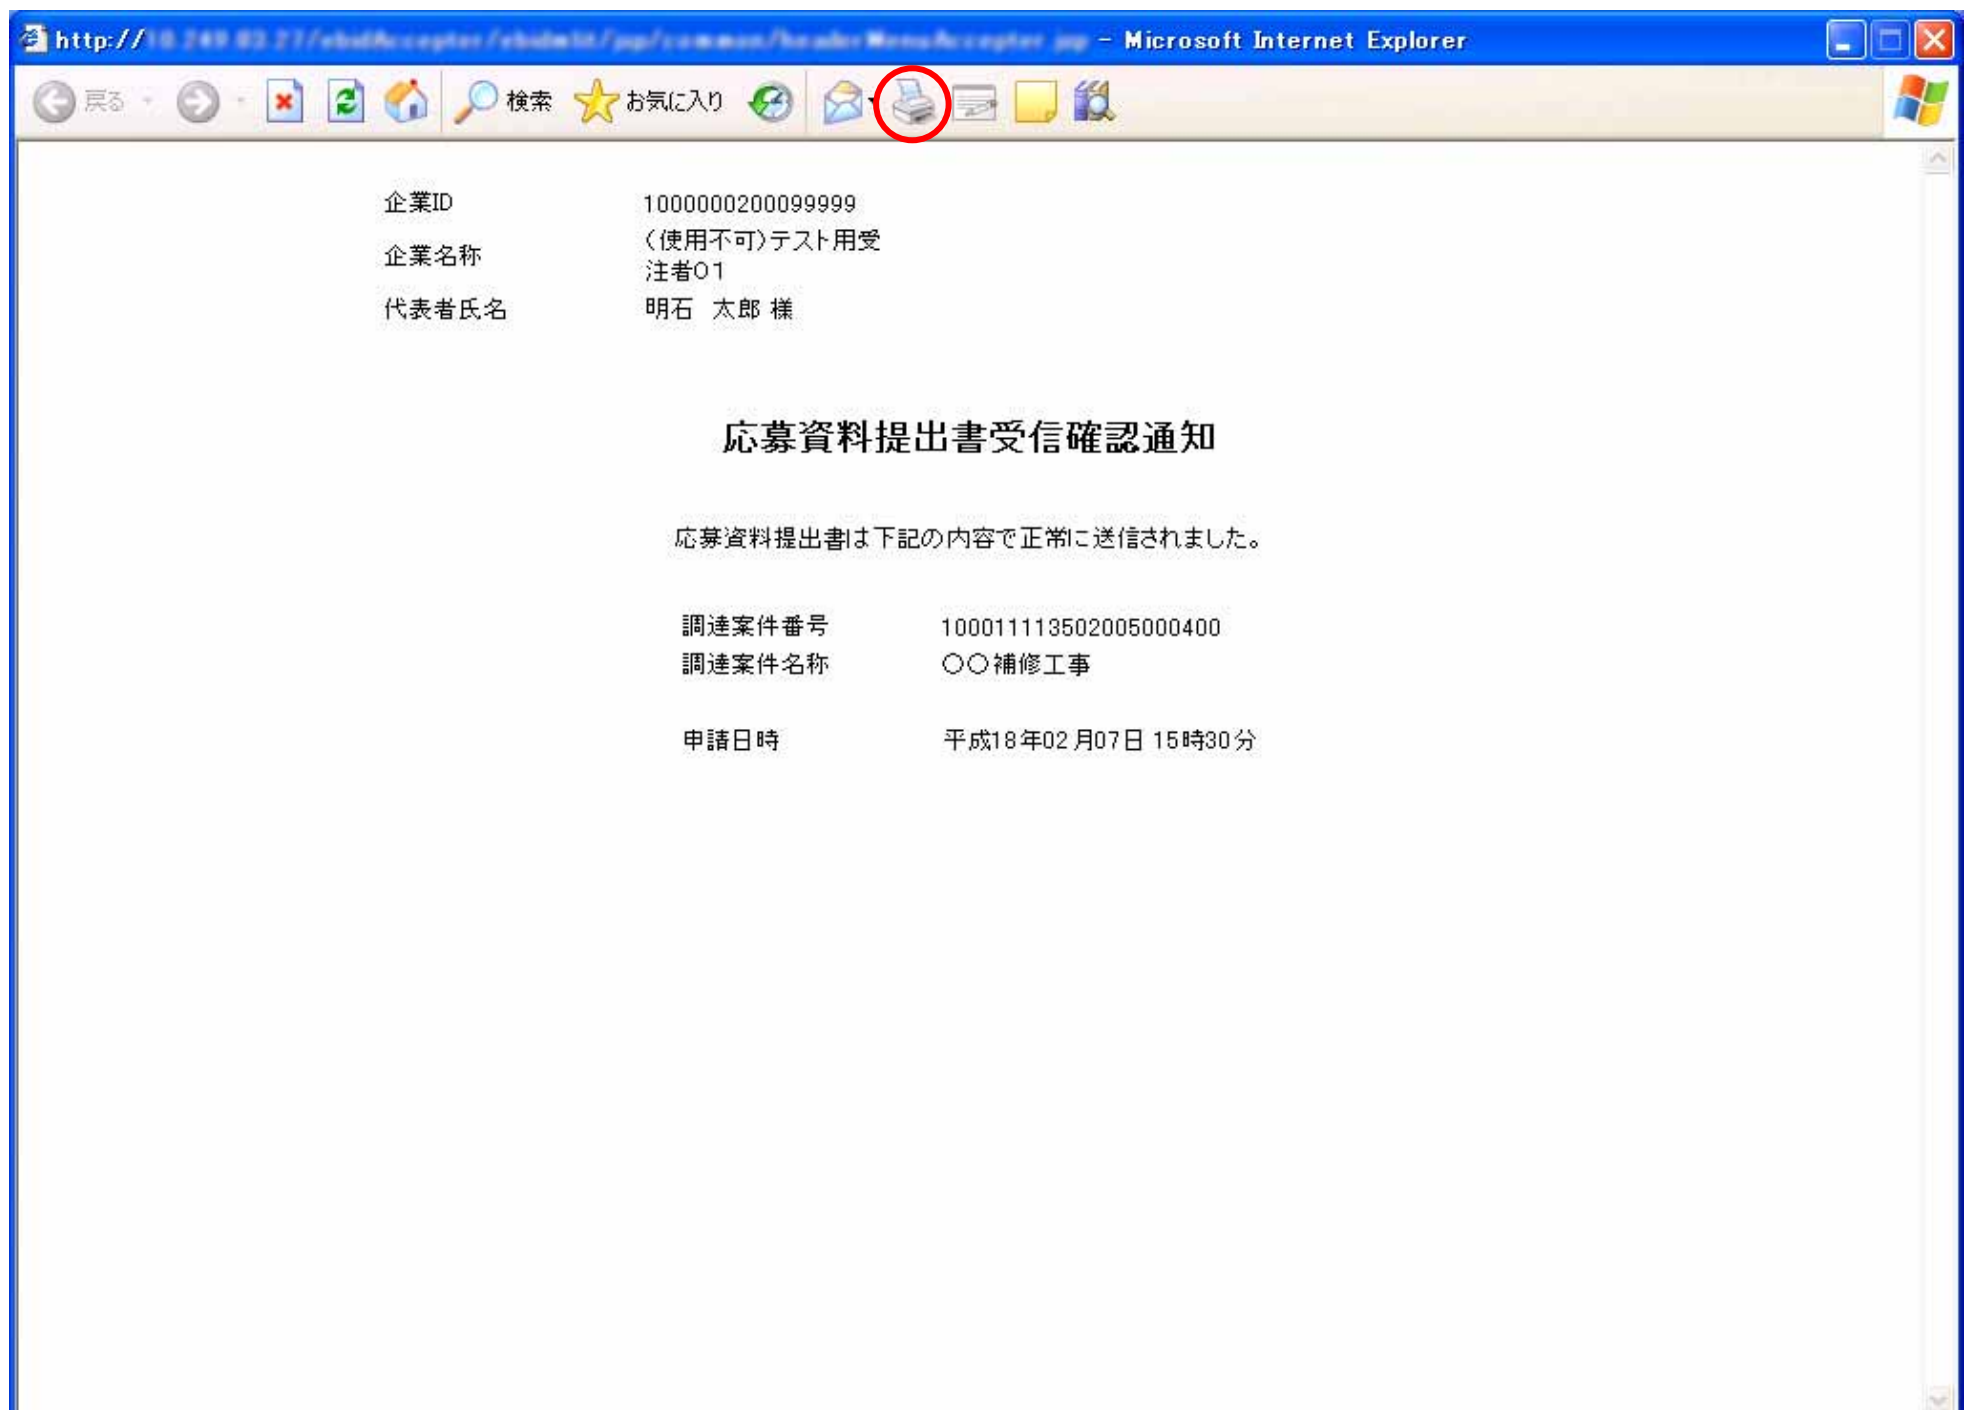 http:// - Microsoft Internet Explorer
戻る 検索 お気に入り
企業ID 1000000200099999
企業名称 (使用不可)テスト用受
注者01
代表者氏名 明石 太郎 様
応募資料提出書受信確認通知
応募資料提出書は下記の内容で正常に送信されました。
調達案件番号 100011113502005000400
調達案件名称 〇〇補修工事
申請日時 平成18年02月07日 15時30分